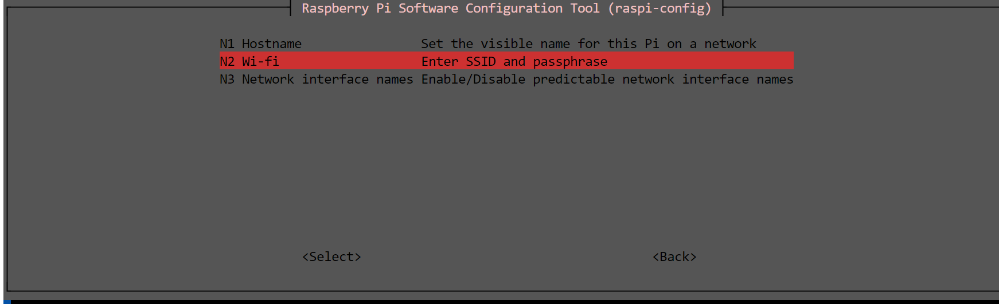 Raspberry Pi Software Configuration Tool (raspi-config)
N1 Hostname Set the visible name for this Pi on a network
N2 Wi-fi Enter SSID and passphrase
N3 Network interface names Enable/Disable predictable network interface names
<Select> <Back>